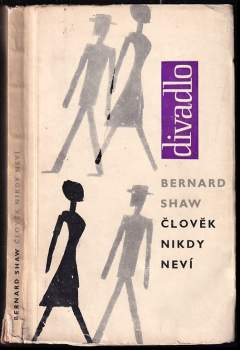 divadlo
BERNARD
SHAW
ČLOVĚK
NIKDY
NEVÍ
BERNARD SHAW ČLOVĚK NIKDY NEVÍ